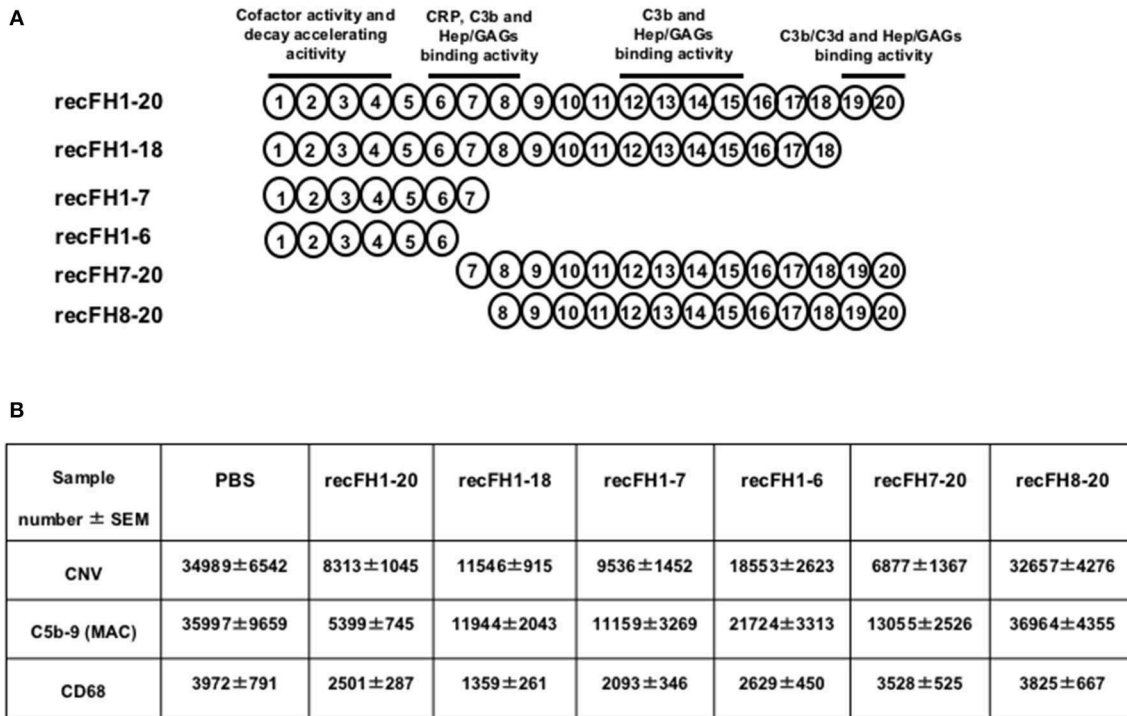 A
Cofactor activity and
decay accelerating
acitivity
CRP, C3b and
Hep/GAGs
binding activity
C3b and
Hep/GAGs
binding activity
C3b/C3d and Hep/GAGs
binding activity
recFH1-20 1 2 3 4 5 6 7 8 9 10 11 12 13 14 15 16 17 18 19 20
recFH1-18 1 2 3 4 5 6 7 8 9 10 11 12 13 14 15 16 17 18
recFH1-7 1 2 3 4 5 6 7
recFH1-6 1 2 3 4 5 6
recFH7-20 7 8 9 10 11 12 13 14 15 16 17 18 19 20
recFH8-20 8 9 10 11 12 13 14 15 16 17 18 19 20
B
Sample
number ± SEM
PBS recFH1-20 recFH1-18 recFH1-7 recFH1-6 recFH7-20 recFH8-20
CNV 34989±6542 8313±1045 11546±915 9536±1452 18553±2623 6877±1367 32657±4276
C5b-9 (MAC) 35997±9659 5399±745 11944±2043 11159±3269 21724±3313 13055±2526 36964±4355
CD68 3972±791 2501±287 1359±261 2093±346 2629±450 3528±525 3825±667